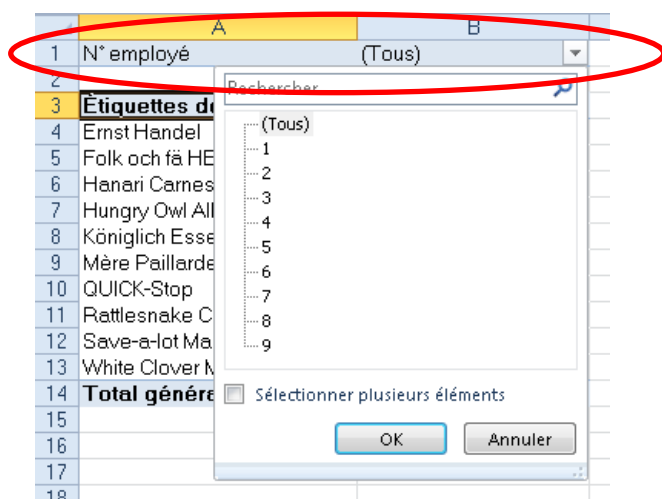 A B
1 N° employé (Tous)
2 Rechercher
3 Étiquettes de
4 Ernst Handel (Tous)
5 Folk och fä HE 1
6 Hanari Carnes 2
7 Hungry Owl All 3
8 Königlich Esse 4
9 Mère Paillarde 5
10 QUICK-Stop 6
11 Rattlesnake C 7
12 Save-a-lot Ma 8
13 White Clover M 9
14 Total généra Sélectionner plusieurs éléments
15
16 OK Annuler
17
18